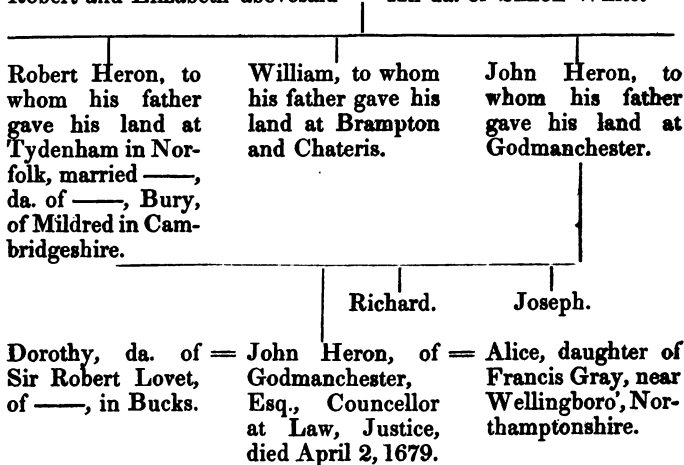 Robert Heron, to
whom his father
gave his land at
Tydenham in Nor-
folk, married ——,
da. of ——, Bury,
of Mildred in Cam-
bridgeshire.
William, to whom
his father gave his
land at Brampton
and Chateris.
John Heron, to
whom his father
gave his land at
Godmanchester.
Richard.
Joseph.
Dorothy, da. of =
Sir Robert Lovet,
of ——, in Bucks.
John Heron, of =
Godmanchester,
Esq., Councellor
at Law, Justice,
died April 2, 1679.
Alice, daughter of
Francis Gray, near
Wellingboro', Nor-
thamptonshire.